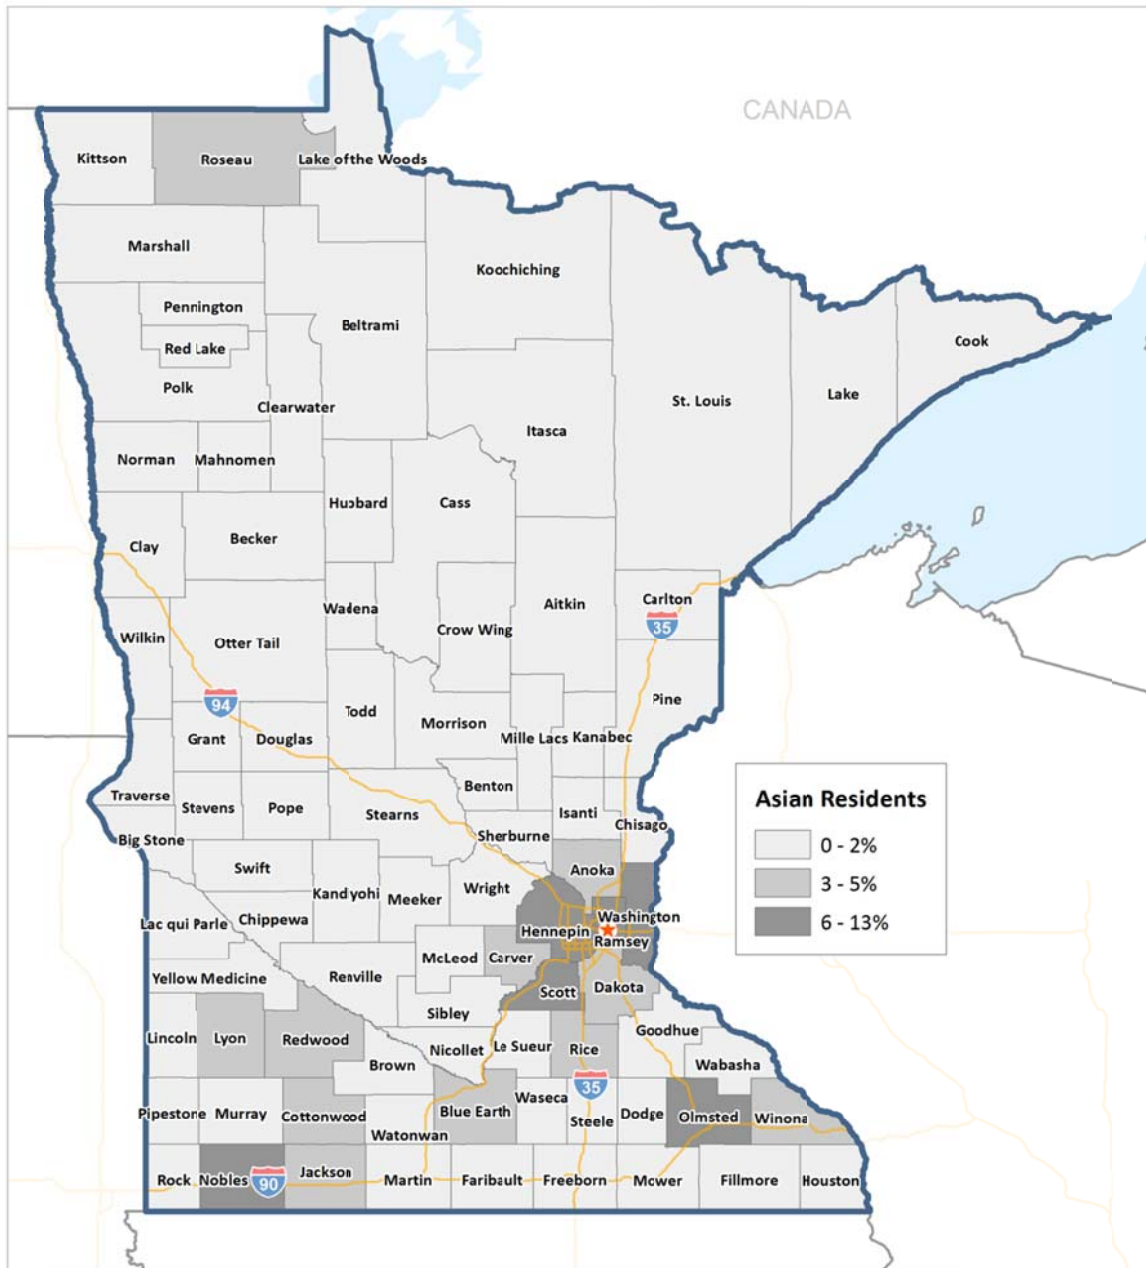 CANADA
Kittson
Roseau
Lake of the Woods
Marshall
Koochiching
Pennington
Beltrami
Red Lake
Cook
Polk
Lake
St. Louis
Clearwater
Itasca
Norman
Mahnomen
Hubbard
Cass
Becker
Clay
Carlton
Aitkin
Wadena
35
Crow Wing
Wilkin
Otter Tail
Pine
94
Todd
Morrison
Grant
Douglas
Mille Lacs
Kanabec
Benton
Traverse
Stevens
Pope
Stearns
Isanti
Chisago
Sherburne
Big Stone
Swift
Anoka
Kandiyohi
Meeker
Wright
Washington
Lac qui Parle
Chippewa
Hennepin
Ramsey
McLeod
Carver
Renville
Yellow Medicine
Scott
Dakota
Sibley
Goodhue
Lincoln
Lyon
Redwood
Nicollet
Le Sueur
Rice
Brown
Wabasha
35
Pipestone
Murray
Cottonwood
Blue Earth
Waseca
Steele
Dodge
Olmsted
Winona
Watonwan
Rock
Nobles
90
Jackson
Martin
Faribault
Freeborn
Mower
Fillmore
Houston
Asian Residents
0 - 2%
3 - 5%
6 - 13%